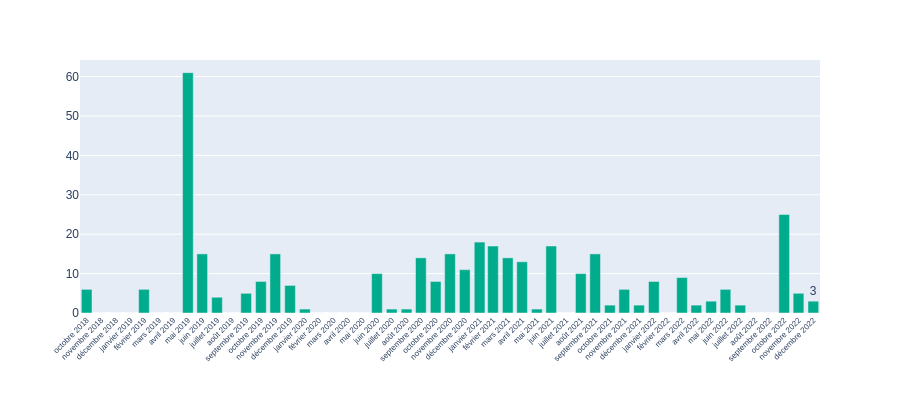 60
50
40
30
20
10
0
3
octobre 2018
novembre 2018
décembre 2018
janvier 2019
février 2019
mars 2019
avril 2019
mai 2019
juin 2019
juillet 2019
août 2019
septembre 2019
octobre 2019
novembre 2019
décembre 2019
janvier 2020
février 2020
mars 2020
avril 2020
mai 2020
juin 2020
juillet 2020
août 2020
septembre 2020
octobre 2020
novembre 2020
décembre 2020
janvier 2021
février 2021
mars 2021
avril 2021
mai 2021
juin 2021
juillet 2021
août 2021
septembre 2021
octobre 2021
novembre 2021
décembre 2021
janvier 2022
février 2022
mars 2022
avril 2022
mai 2022
juin 2022
juillet 2022
août 2022
septembre 2022
octobre 2022
novembre 2022
décembre 2022